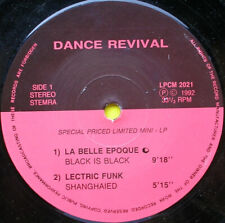 DANCE REVIVAL
SIDE 1
STEREO
STEMRA
LPCM 2021
℗ 1992
33⅓ RPM
SPECIAL PRICED LIMITED MINI - LP
1) LA BELLE EPOQUE
BLACK IS BLACK 9'18"
2) LECTRIC FUNK
SHANGHAIED 5'15"